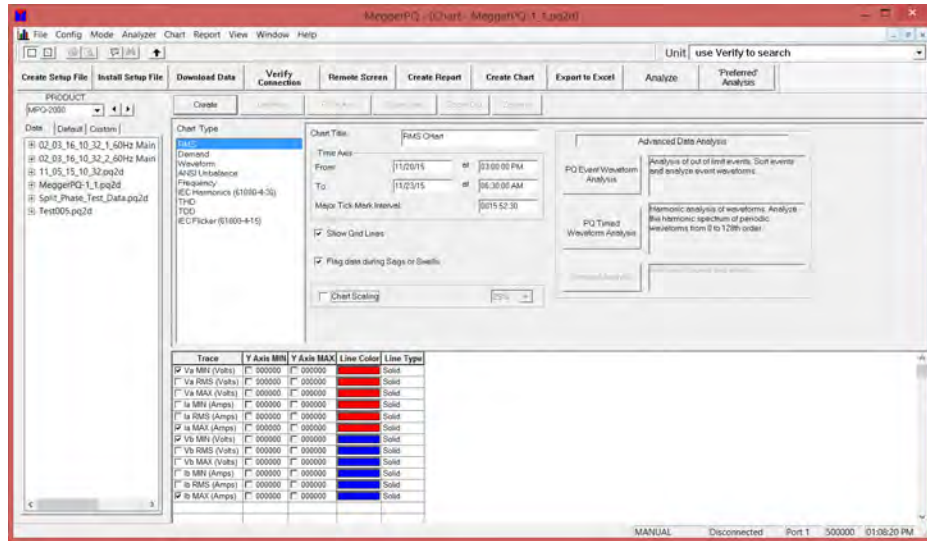 MeggerPQ - [Chart - MeggerPQ-1_1.pq2d]
File Config Mode Analyzer Chart Report View Window Help
Unit use Verify to search
Create Setup File Install Setup File Download Data Verify Connection Remote Screen Create Report Create Chart Export to Excel Analyze 'Preferred' Analysis
PRODUCT
MPQ-2000
Data Default Custom
02_03_16_10_32_1_60Hz Main
02_03_16_10_32_2_60Hz Main
11_05_15_10_32.pq2d
MeggerPQ-1_1.pq2d
Split_Phase_Test_Data.pq2d
Test005.pq2d
Create
Chart Type
RMS
Demand
Waveform
ANSI Unbalance
Frequency
IEC Harmonics (61000-4-30)
THD
TDD
IEC Flicker (61000-4-15)
Chart Title: RMS CHart
Time Axis
From: 11/20/15 at 03:00:00 PM
To: 11/23/15 at 06:30:00 AM
Major Tick Mark Interval: 0015:52:30
Show Grid Lines
Flag data during Sags or Swells
Chart Scaling 25%
Advanced Data Analysis
PQ Event Waveform Analysis
Analysis of out of limit events. Sort events and analyze event waveforms.
PQ Timed Waveform Analysis
Harmonic analysis of waveforms. Analyze the harmonic spectrum of periodic waveforms from 0 to 128th order.
Trace Y Axis MIN Y Axis MAX Line Color Line Type
Va MIN (Volts) 000000 000000 Solid
Va RMS (Volts) 000000 000000 Solid
Va MAX (Volts) 000000 000000 Solid
Ia MIN (Amps) 000000 000000 Solid
Ia RMS (Amps) 000000 000000 Solid
Ia MAX (Amps) 000000 000000 Solid
Vb MIN (Volts) 000000 000000 Solid
Vb RMS (Volts) 000000 000000 Solid
Vb MAX (Volts) 000000 000000 Solid
Ib MIN (Amps) 000000 000000 Solid
Ib RMS (Amps) 000000 000000 Solid
Ib MAX (Amps) 000000 000000 Solid
MANUAL Disconnected Port 1 500000 01:08:20 PM